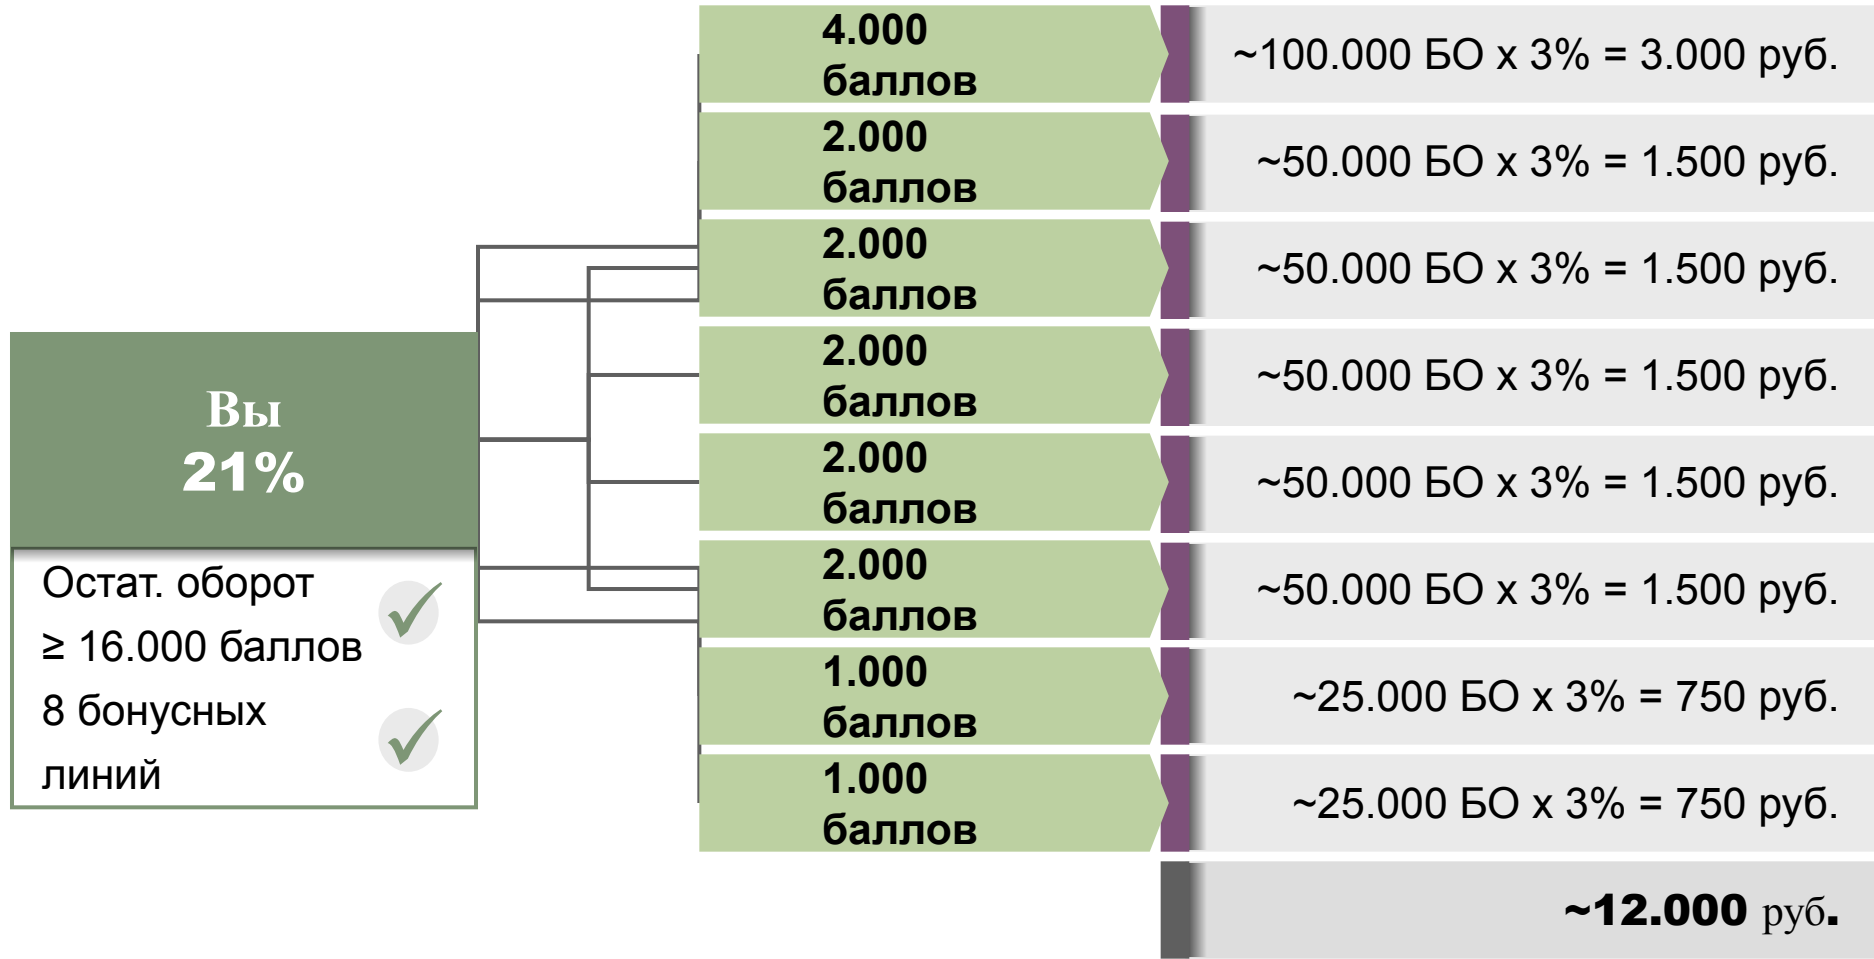 4.000
баллов
~100.000 БО x 3% = 3.000 руб.
2.000
баллов
~50.000 БО x 3% = 1.500 руб.
2.000
баллов
~50.000 БО x 3% = 1.500 руб.
2.000
баллов
~50.000 БО x 3% = 1.500 руб.
2.000
баллов
~50.000 БО x 3% = 1.500 руб.
2.000
баллов
~50.000 БО x 3% = 1.500 руб.
1.000
баллов
~25.000 БО x 3% = 750 руб.
1.000
баллов
~25.000 БО x 3% = 750 руб.
~12.000 руб.
Вы
21%
Остат. оборот
≥ 16.000 баллов
8 бонусных
линий